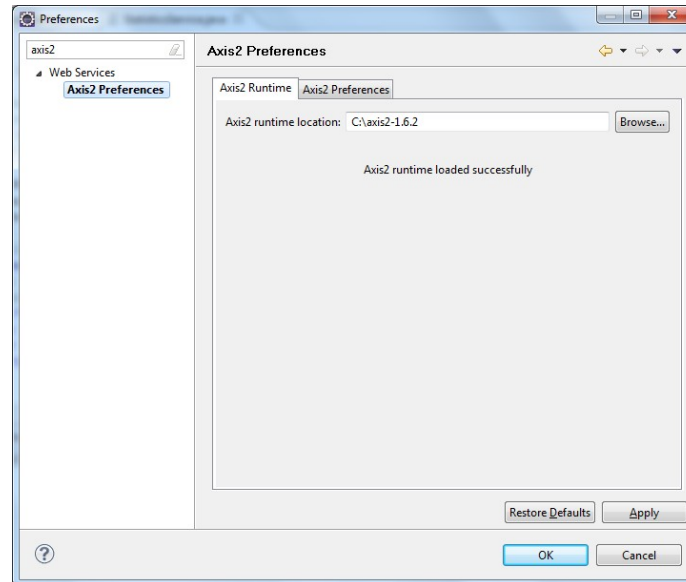 Preferences
axis2
Web Services
Axis2 Preferences
Axis2 Preferences
Axis2 Runtime
Axis2 Preferences
Axis2 runtime location:
C:\axis2-1.6.2
Browse...
Axis2 runtime loaded successfully
Restore Defaults
Apply
?
OK
Cancel